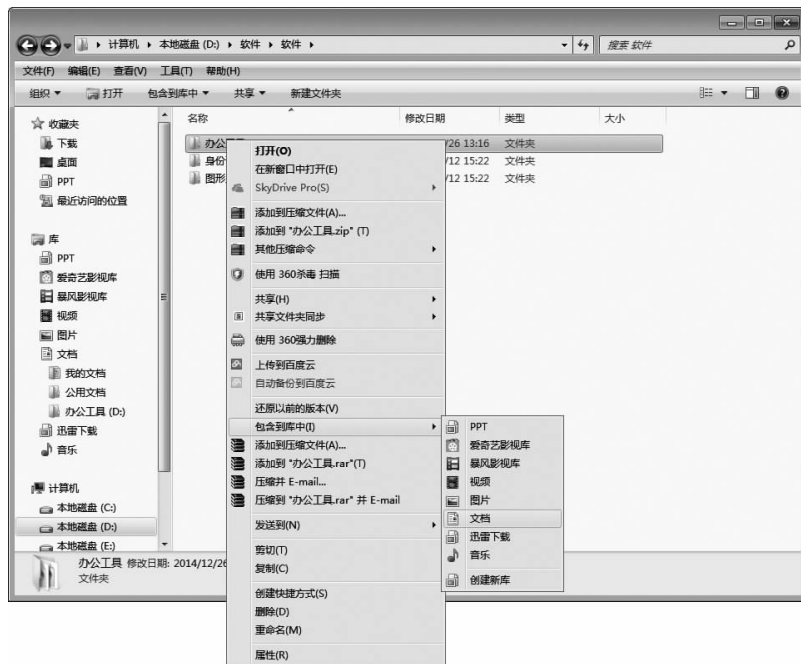 计算机 ▸ 本地磁盘 (D:) ▸ 软件 ▸ 软件 ▸
搜索 软件
文件(F) 编辑(E) 查看(V) 工具(T) 帮助(H)
组织 打开 包含到库中 共享 新建文件夹
收藏夹
下载
桌面
PPT
最近访问的位置
库
PPT
爱奇艺影视库
暴风影视库
视频
图片
文档
我的文档
公用文档
办公工具 (D:)
迅雷下载
音乐
计算机
本地磁盘 (C:)
本地磁盘 (D:)
本地磁盘 (E:)
名称 修改日期 类型 大小
办公 /26 13:16 文件夹
身份 /12 15:22 文件夹
图形 /12 15:22 文件夹
打开(O)
在新窗口中打开(E)
SkyDrive Pro(S)
添加到压缩文件(A)...
添加到 "办公工具.zip" (T)
其他压缩命令
使用 360杀毒 扫描
共享(H)
共享文件夹同步
使用 360强力删除
上传到百度云
自动备份到百度云
还原以前的版本(V)
包含到库中(I)
添加到压缩文件(A)...
添加到 "办公工具.rar"(T)
压缩并 E-mail...
压缩到 "办公工具.rar" 并 E-mail
发送到(N)
剪切(T)
复制(C)
创建快捷方式(S)
删除(D)
重命名(M)
属性(R)
PPT
爱奇艺影视库
暴风影视库
视频
图片
文档
迅雷下载
音乐
创建新库
办公工具 修改日期: 2014/12/26
文件夹